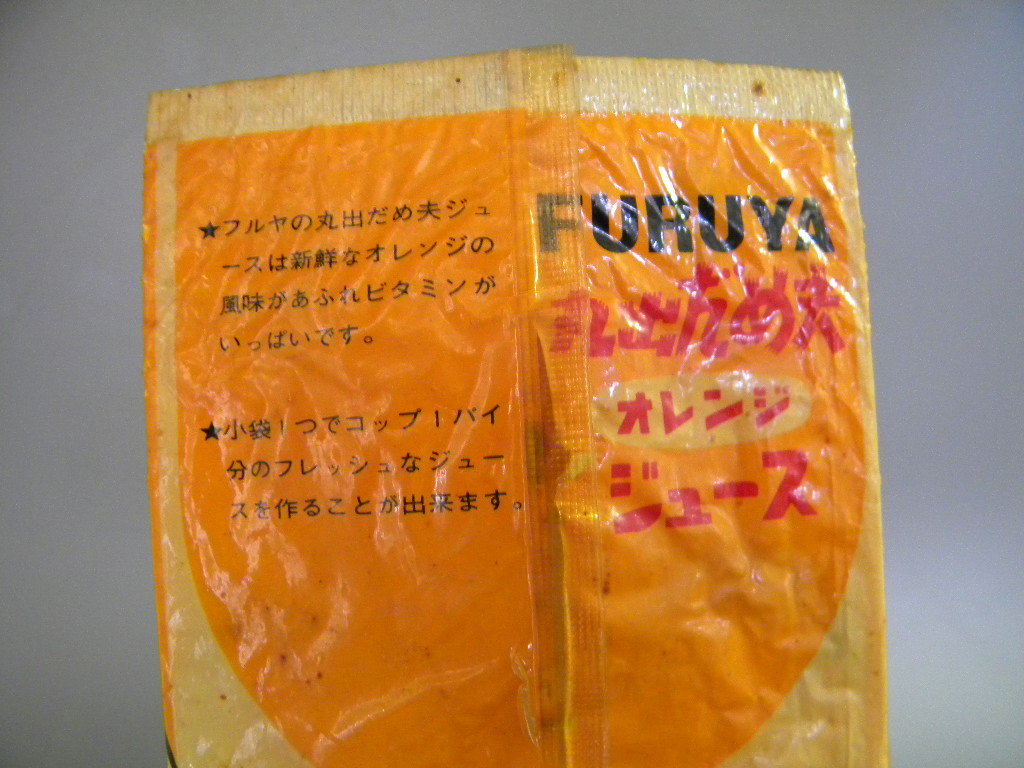 ★フルヤの丸出だめ夫ジュ
ースは新鮮なオレンジの
風味があふれビタミンが
いっぱいです。
★小袋1つでコップ1パイ
分のフレッシュなジュー
スを作ることが出来ます。
FURUYA
丸出だめ夫
オレンジ
ジュース